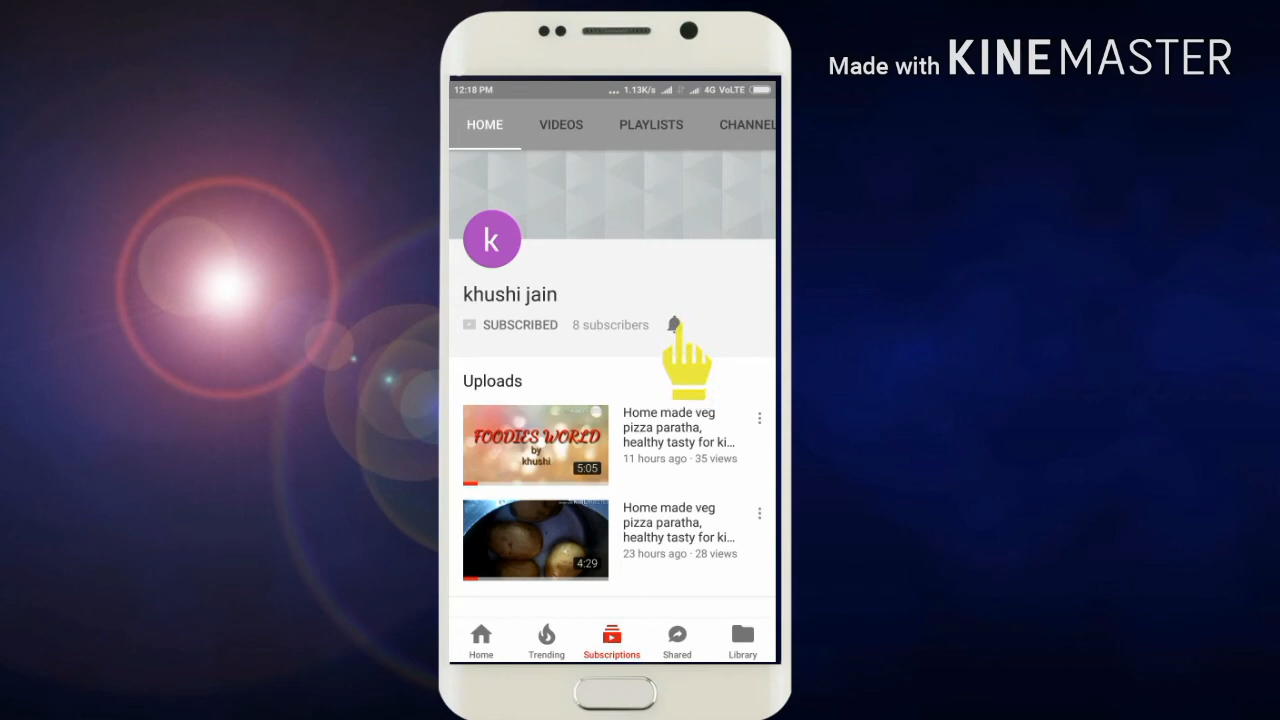 Made with KINEMASTER
12:18 PM ... 1.13K/s 4G VoLTE
HOME VIDEOS PLAYLISTS CHANNEL
k
khushi jain
SUBSCRIBED 8 subscribers
Uploads
FOODIES WORLD
by
khushi
5:05
Home made veg
pizza paratha,
healthy tasty for ki...
11 hours ago · 35 views
4:29
Home made veg
pizza paratha,
healthy tasty for ki...
23 hours ago · 28 views
Home Trending Subscriptions Shared Library